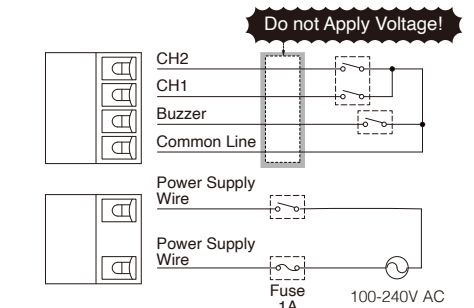 Do not Apply Voltage!
CH2
CH1
Buzzer
Common Line
Power Supply
Wire
Power Supply
Wire
Fuse
1A
100-240V AC